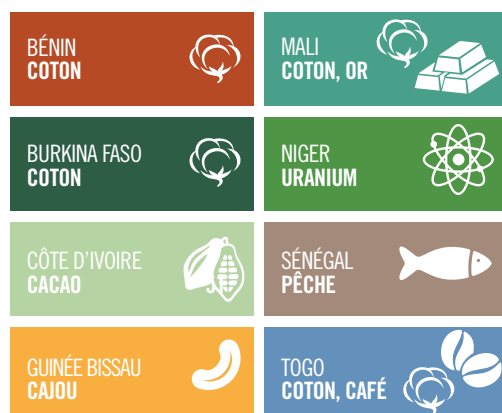 BÉNIN
COTON
MALI
COTON, OR
BURKINA FASO
COTON
NIGER
URANIUM
CÔTE D'IVOIRE
CACAO
SÉNÉGAL
PÊCHE
GUINÉE BISSAU
CAJOU
TOGO
COTON, CAFÉ